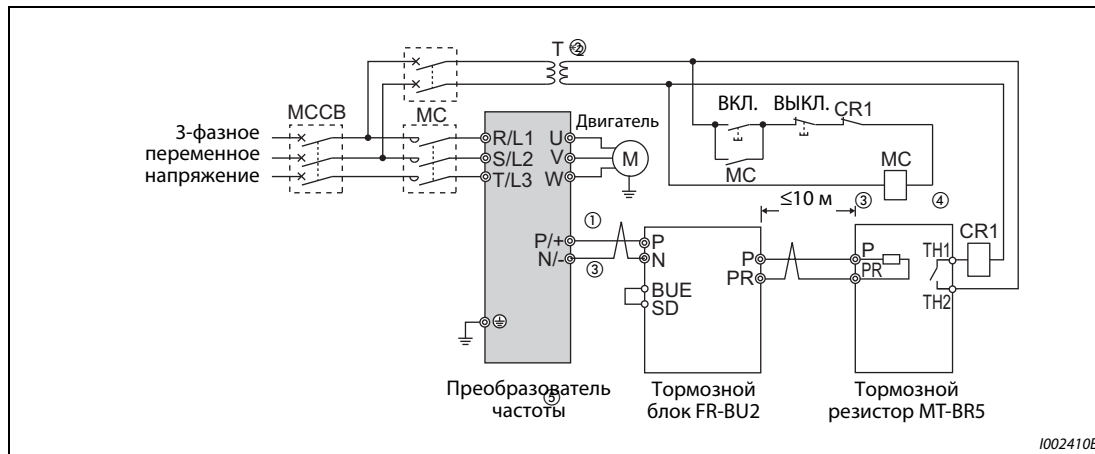 T ②
MCCB
MC
3-фазное
переменное
напряжение
R/L1
S/L2
T/L3
U
V
W
Двигатель
M
ВКЛ.
ВЫКЛ.
CR1
MC
MC
≤10 м
③
④
①
P/+
N/-
③
P
N
BUE
SD
P
PR
P
PR
TH1
TH2
CR1
Преобразователь
частоты
⑤
Тормозной
блок FR-BU2
Тормозной
резистор MT-BR5
I002410E